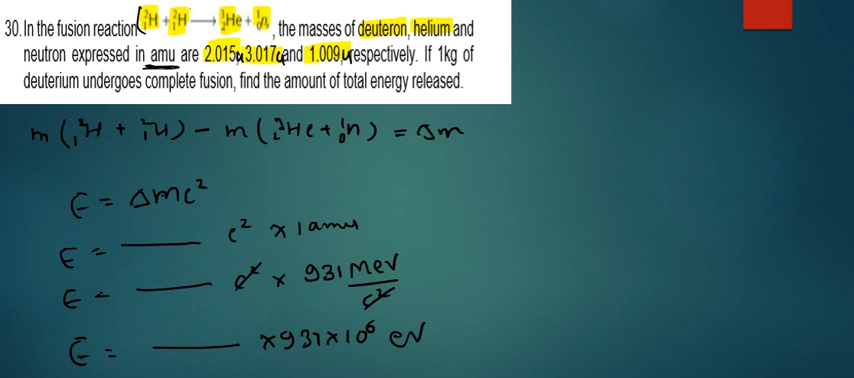 30. In the fusion reaction ( ²₁H + ²₁H ⟶ ³₂He + ¹₀n , the masses of deuteron, helium and
neutron expressed in amu are 2.015u 3.017u and 1.009u respectively. If 1kg of
deuterium undergoes complete fusion, find the amount of total energy released.
m (²₁H + ²₁H) - m (³₂He + ¹₀n) = Δm
E = Δmc²
E = ____ c² × 1 amu
E = ____ c² × 931 MeV/c²
E = ____ × 931 × 10⁶ eV